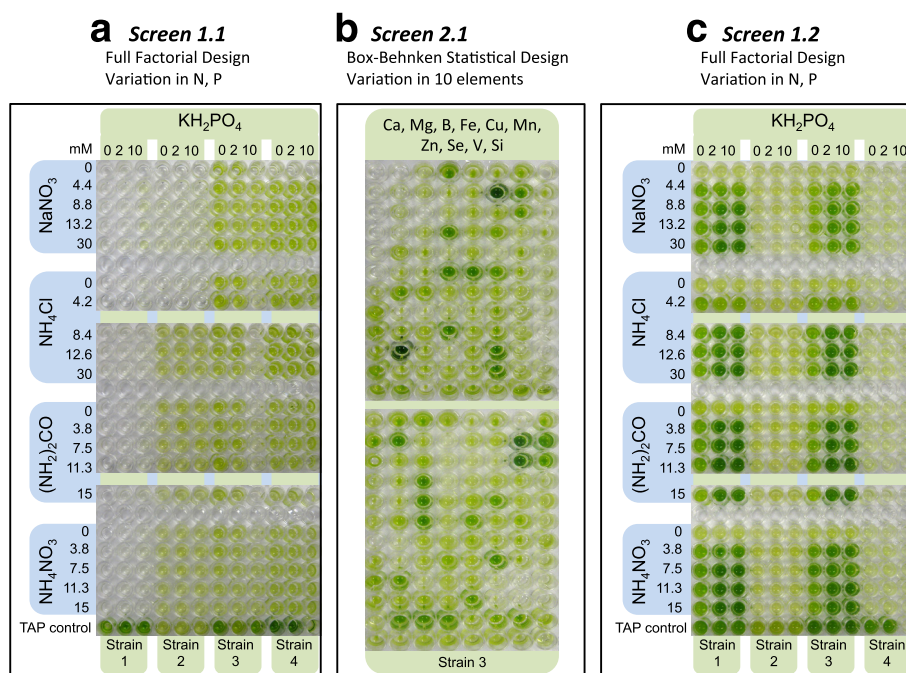 a Screen 1.1
Full Factorial Design
Variation in N, P
KH2PO4
mM 0 2 10 0 2 10 0 2 10 0 2 10
NaNO3
0
4.4
8.8
13.2
30
NH4Cl
0
4.2
8.4
12.6
30
(NH2)2CO
0
3.8
7.5
11.3
15
NH4NO3
0
3.8
7.5
11.3
15
TAP control
Strain 1
Strain 2
Strain 3
Strain 4
b Screen 2.1
Box-Behnken Statistical Design
Variation in 10 elements
Ca, Mg, B, Fe, Cu, Mn,
Zn, Se, V, Si
Strain 3
c Screen 1.2
Full Factorial Design
Variation in N, P
KH2PO4
mM 0 2 10 0 2 10 0 2 10 0 2 10
NaNO3
0
4.4
8.8
13.2
30
NH4Cl
0
4.2
8.4
12.6
30
(NH2)2CO
0
3.8
7.5
11.3
15
NH4NO3
0
3.8
7.5
11.3
15
TAP control
Strain 1
Strain 2
Strain 3
Strain 4